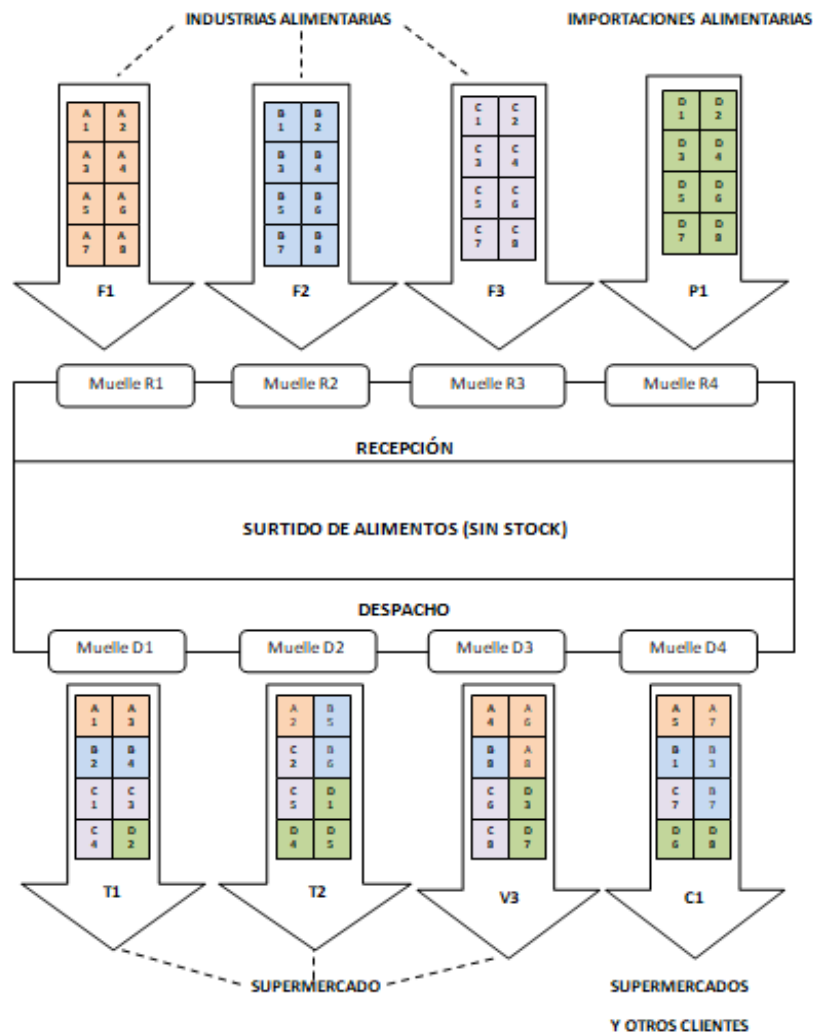 INDUSTRIAS ALIMENTARIAS IMPORTACIONES ALIMENTARIAS
A 1 A 2 B 1 B 2 C 1 C 2 D 1 D 2
A 3 A 4 B 3 B 4 C 3 C 4 D 3 D 4
A 5 A 6 B 5 B 6 C 5 C 6 D 5 D 6
A 7 A 8 B 7 B 8 C 7 C 8 D 7 D 8
F1 F2 F3 P1
Muelle R1 Muelle R2 Muelle R3 Muelle R4
RECEPCIÓN
SURTIDO DE ALIMENTOS (SIN STOCK)
DESPACHO
Muelle D1 Muelle D2 Muelle D3 Muelle D4
A 1 A 3 A 2 B 5 A 4 A 6 A 5 A 7
B 2 B 4 C 2 B 6 B 8 A 8 B 1 B 3
C 1 C 3 C 5 D 1 C 6 D 3 C 7 B 7
C 4 D 2 D 4 D 5 C 8 D 7 D 6 D 8
T1 T2 V3 C1
SUPERMERCADO SUPERMERCADOS
Y OTROS CLIENTES